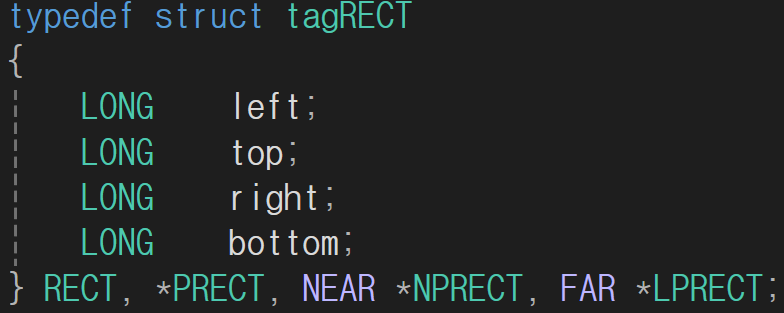 typedef struct tagRECT
{
    LONG    left;
    LONG    top;
    LONG    right;
    LONG    bottom;
} RECT, *PRECT, NEAR *NPRECT, FAR *LPRECT;